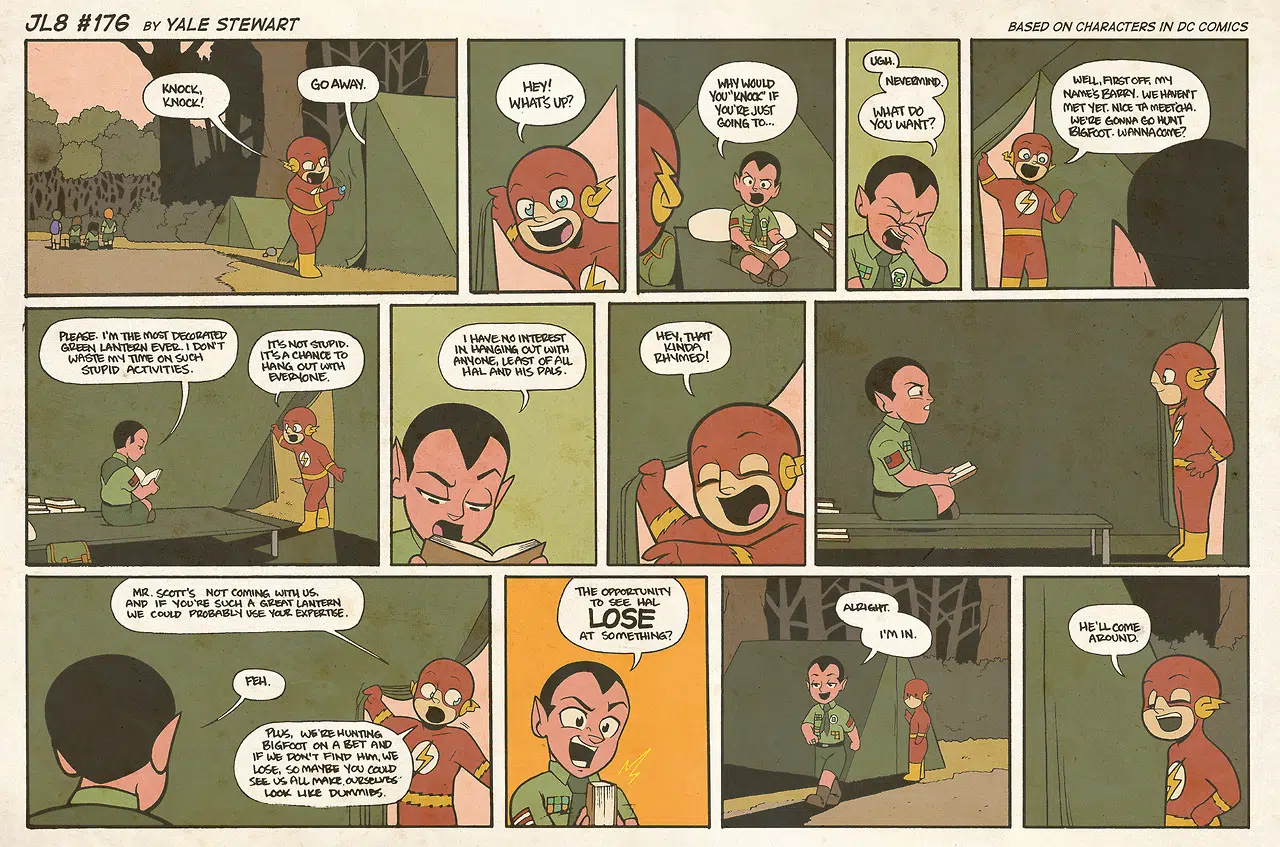 JL8 #176 BY YALE STEWART
BASED ON CHARACTERS IN DC COMICS
KNOCK,
KNOCK!
GO AWAY.
HEY!
WHAT'S UP?
WHY WOULD
YOU "KNOCK" IF
YOU'RE JUST
GOING TO...
UGH.
NEVERMIND.
WHAT DO
YOU WANT?
WELL, FIRST OFF, MY
NAME'S BARRY. WE HAVEN'T
MET YET. NICE TA MEETCHA.
WE'RE GONNA GO HUNT
BIGFOOT. WANNA COME?
PLEASE. I'M THE MOST DECORATED
GREEN LANTERN EVER. I DON'T
WASTE MY TIME ON SUCH
STUPID ACTIVITIES.
IT'S NOT STUPID.
IT'S A CHANCE TO
HANG OUT WITH
EVERYONE.
I HAVE NO INTEREST
IN HANGING OUT WITH
ANYONE, LEAST OF ALL
HAL AND HIS PALS.
HEY, THAT
KINDA
RHYMED!
MR. SCOTT'S NOT COMING WITH US.
AND IF YOU'RE SUCH A GREAT LANTERN
WE COULD PROBABLY USE YOUR EXPERTISE.
FEH.
PLUS, WE'RE HUNTING
BIGFOOT ON A BET AND
IF WE DON'T FIND HIM, WE
LOSE, SO MAYBE YOU COULD
SEE US ALL MAKE OURSELVES
LOOK LIKE DUMMIES.
THE OPPORTUNITY
TO SEE HAL
LOSE
AT SOMETHING?
ALRIGHT.
I'M IN.
HE'LL COME
AROUND.